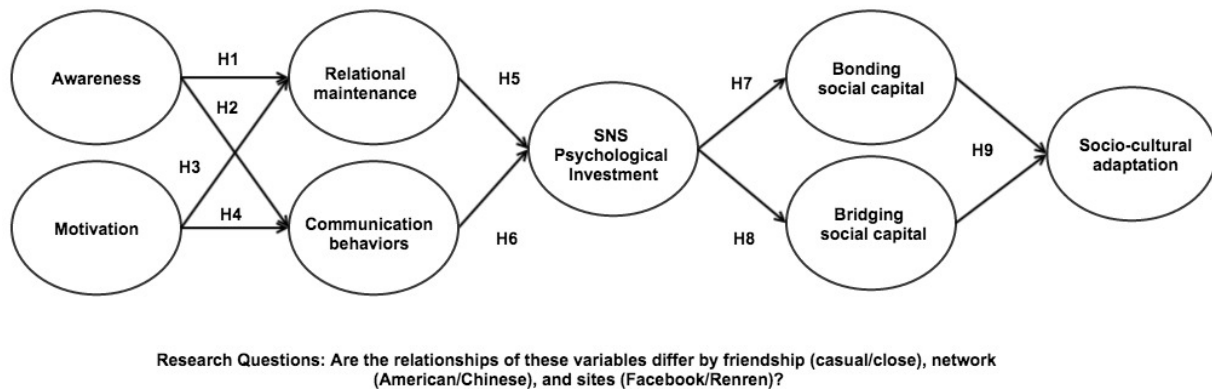 Awareness
Motivation
H1
H2
H3
H4
Relational
maintenance
Communication
behaviors
H5
H6
SNS
Psychological
Investment
H7
H8
Bonding
social capital
Bridging
social capital
H9
Socio-cultural
adaptation
Research Questions: Are the relationships of these variables differ by friendship (casual/close), network
(American/Chinese), and sites (Facebook/Renren)?